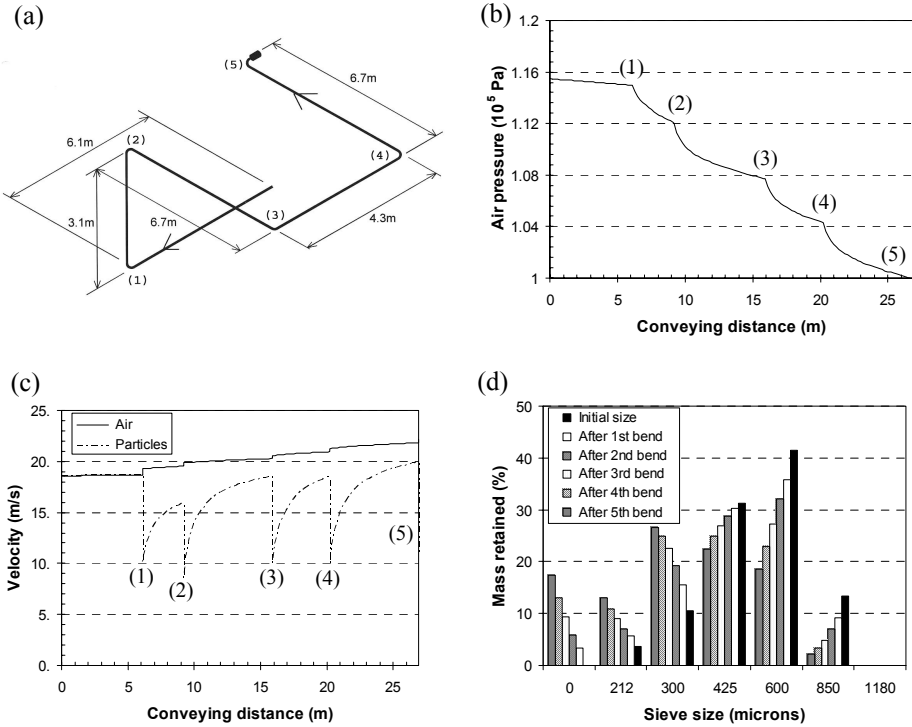 (a)
(5)
6.7m
6.1m
(2)
(4)
3.1m
6.7m
(3)
4.3m
(1)
(b)
1.2
1.16
1.12
1.08
1.04
1
Air pressure (10⁵ Pa)
(1)
(2)
(3)
(4)
(5)
0 5 10 15 20 25
Conveying distance (m)
(c)
25.
20.
15.
10.
5.
0.
Velocity (m/s)
Air
Particles
(1)
(2)
(3)
(4)
(5)
0 5 10 15 20 25
Conveying distance (m)
(d)
50
40
30
20
10
0
Mass retained (%)
Initial size
After 1st bend
After 2nd bend
After 3rd bend
After 4th bend
After 5th bend
0 212 300 425 600 850 1180
Sieve size (microns)